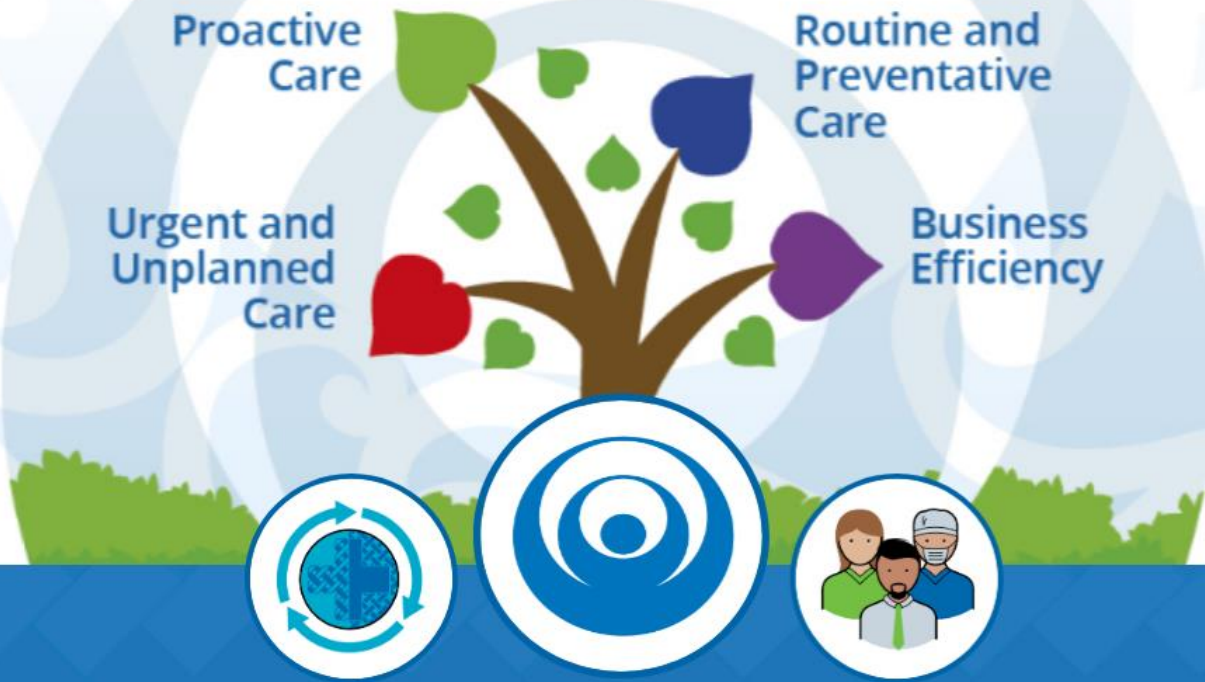 Proactive
Care
Routine and
Preventative
Care
Urgent and
Unplanned
Care
Business
Efficiency